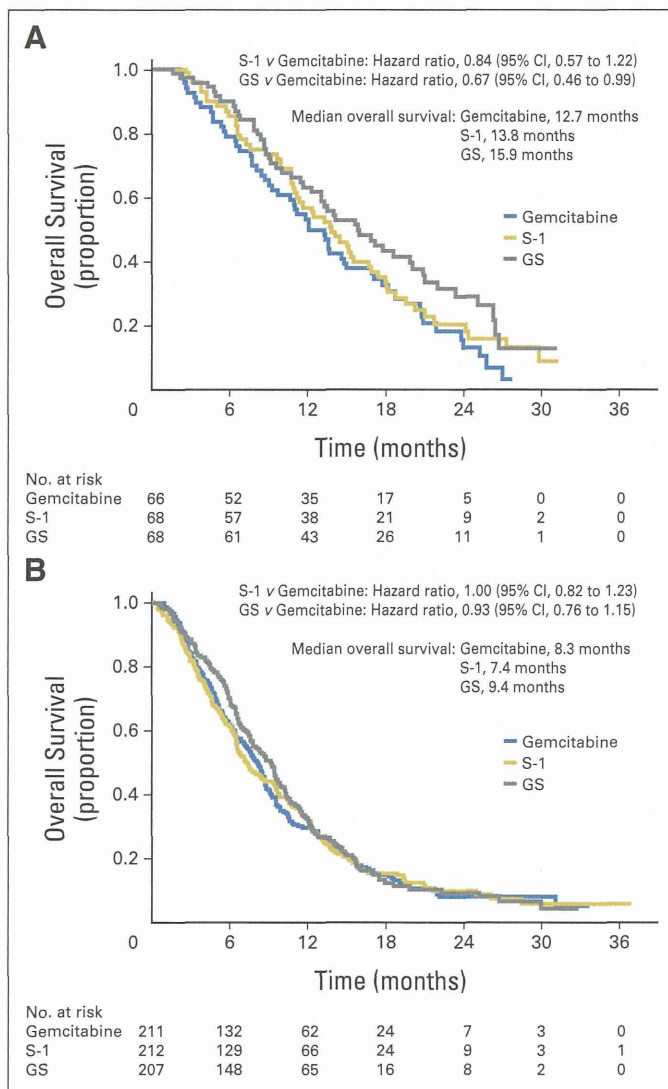 A
S-1 v Gemcitabine: Hazard ratio, 0.84 (95% CI, 0.57 to 1.22)
GS v Gemcitabine: Hazard ratio, 0.67 (95% CI, 0.46 to 0.99)
Median overall survival: Gemcitabine, 12.7 months
S-1, 13.8 months
GS, 15.9 months
Gemcitabine
S-1
GS
Overall Survival
(proportion)
1.0
0.8
0.6
0.4
0.2
0 6 12 18 24 30 36
Time (months)
No. at risk
Gemcitabine 66 52 35 17 5 0 0
S-1 68 57 38 21 9 2 0
GS 68 61 43 26 11 1 0
B
S-1 v Gemcitabine: Hazard ratio, 1.00 (95% CI, 0.82 to 1.23)
GS v Gemcitabine: Hazard ratio, 0.93 (95% CI, 0.76 to 1.15)
Median overall survival: Gemcitabine, 8.3 months
S-1, 7.4 months
GS, 9.4 months
Gemcitabine
S-1
GS
Overall Survival
(proportion)
1.0
0.8
0.6
0.4
0.2
0 6 12 18 24 30 36
Time (months)
No. at risk
Gemcitabine 211 132 62 24 7 3 0
S-1 212 129 66 24 9 3 1
GS 207 148 65 16 8 2 0